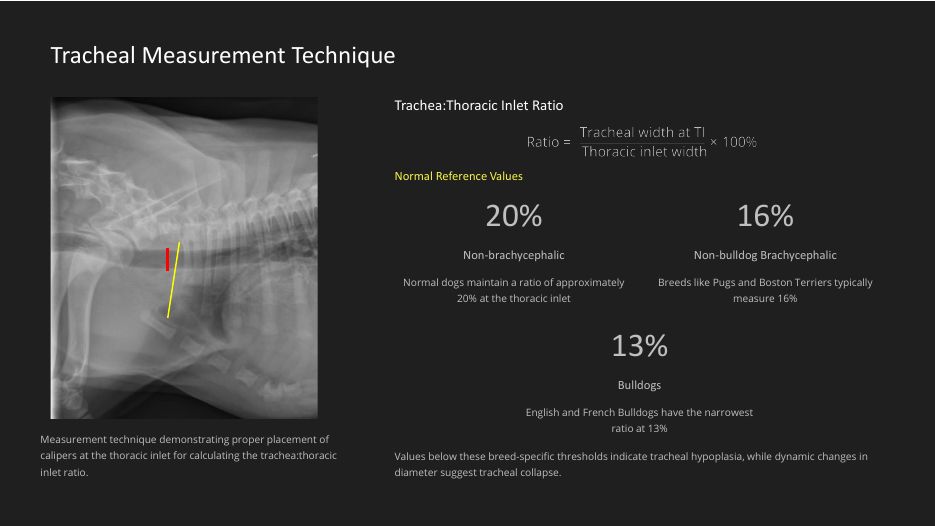 Tracheal Measurement Technique
Trachea:Thoracic Inlet Ratio
Ratio = Tracheal width at TI / Thoracic inlet width × 100%
Normal Reference Values
20%
Non-brachycephalic
Normal dogs maintain a ratio of approximately
20% at the thoracic inlet
16%
Non-bulldog Brachycephalic
Breeds like Pugs and Boston Terriers typically
measure 16%
13%
Bulldogs
English and French Bulldogs have the narrowest
ratio at 13%
Measurement technique demonstrating proper placement of
calipers at the thoracic inlet for calculating the trachea:thoracic
inlet ratio.
Values below these breed-specific thresholds indicate tracheal hypoplasia, while dynamic changes in
diameter suggest tracheal collapse.